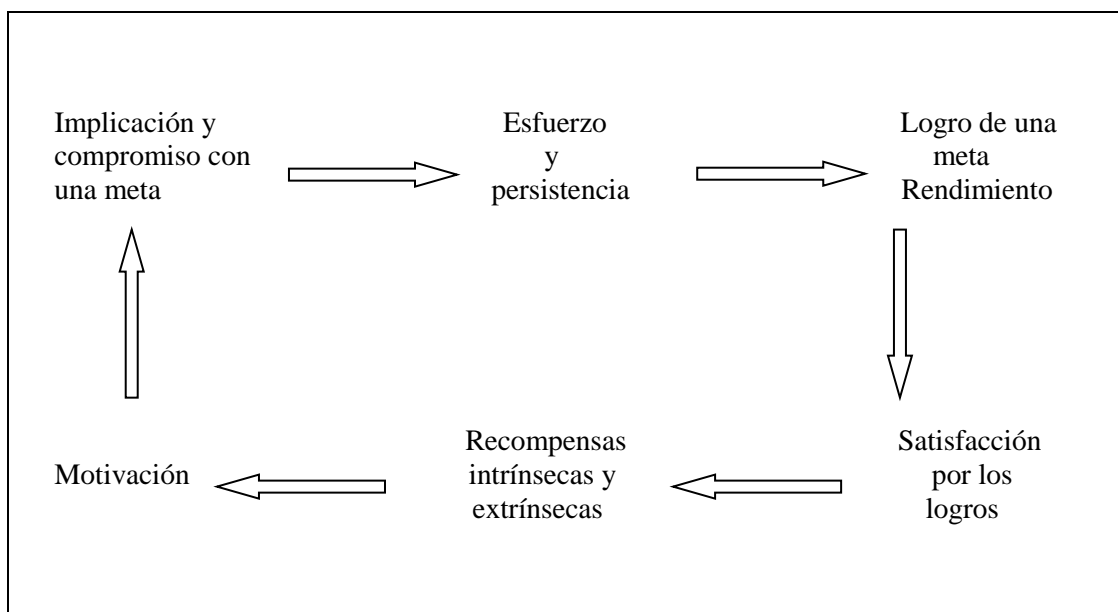 Implicación y
compromiso con
una meta
Esfuerzo
y
persistencia
Logro de una
meta
Rendimiento
Motivación
Recompensas
intrínsecas y
extrínsecas
Satisfacción
por los
logros